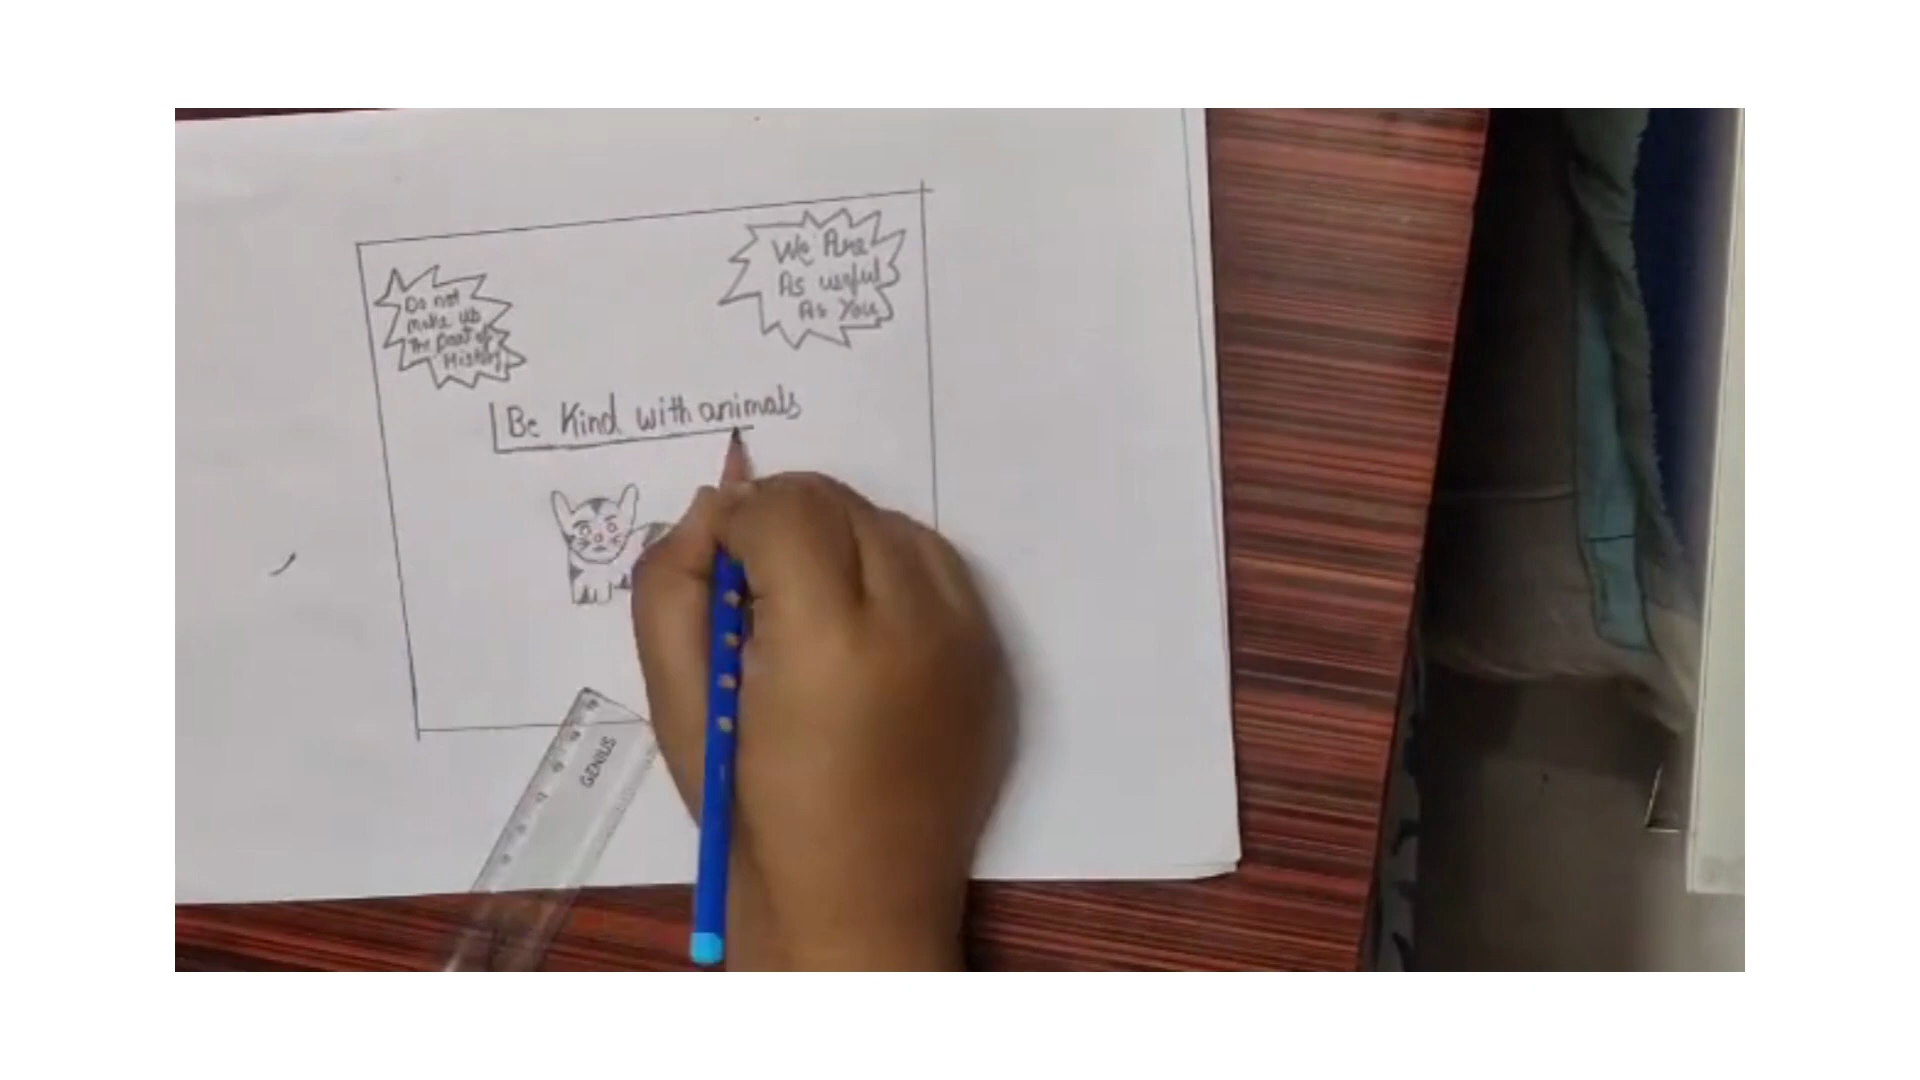 We Are
As useful
As You
Do not
make us
The part of
History
Be Kind with animals
GENIUS